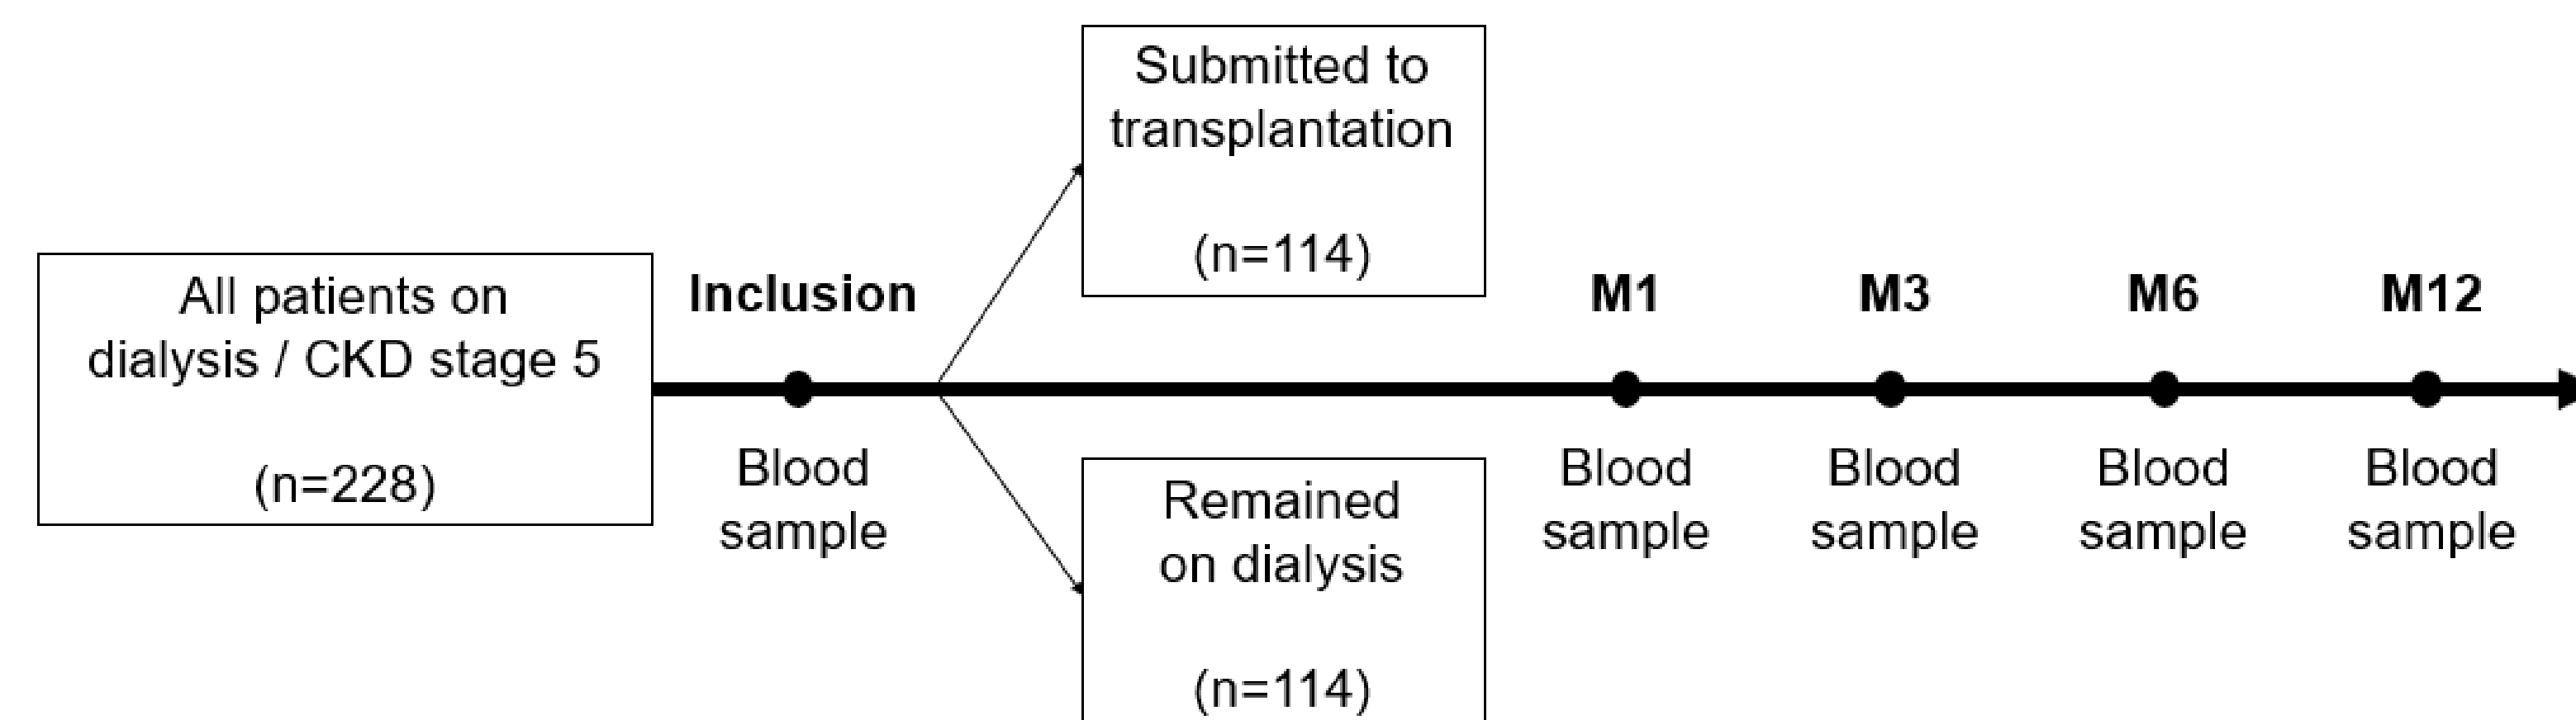 Submitted to
transplantation
(n=114)
All patients on
dialysis / CKD stage 5
(n=228)
Inclusion
Blood
sample
Remained
on dialysis
(n=114)
M1
Blood
sample
M3
Blood
sample
M6
Blood
sample
M12
Blood
sample